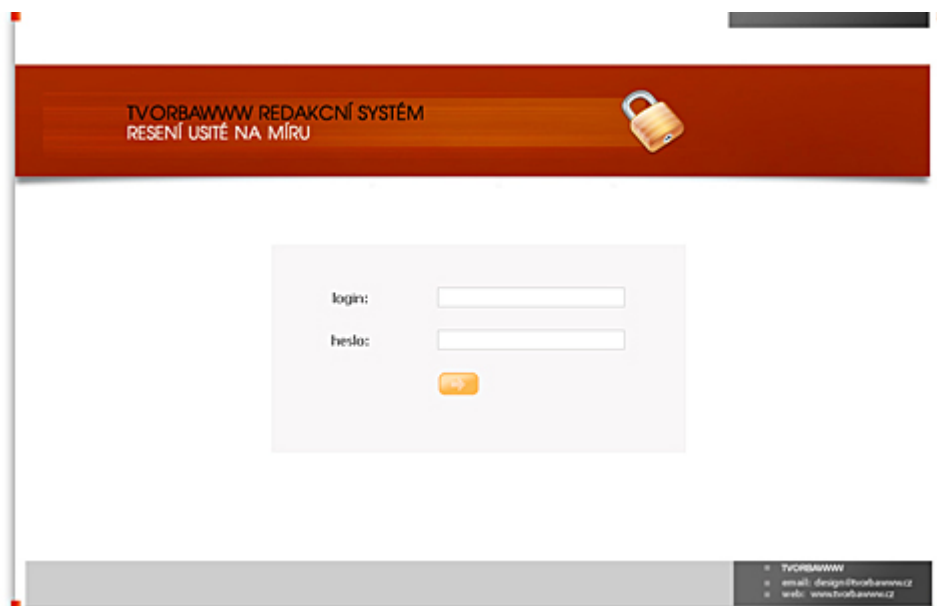 TVORBAWWW REDAKCNÍ SYSTÉM
RESENÍ USITÉ NA MÍRU
login:
heslo:
TVORBAWWW
email: design@tvorbawww.cz
web: www.tvorbawww.cz